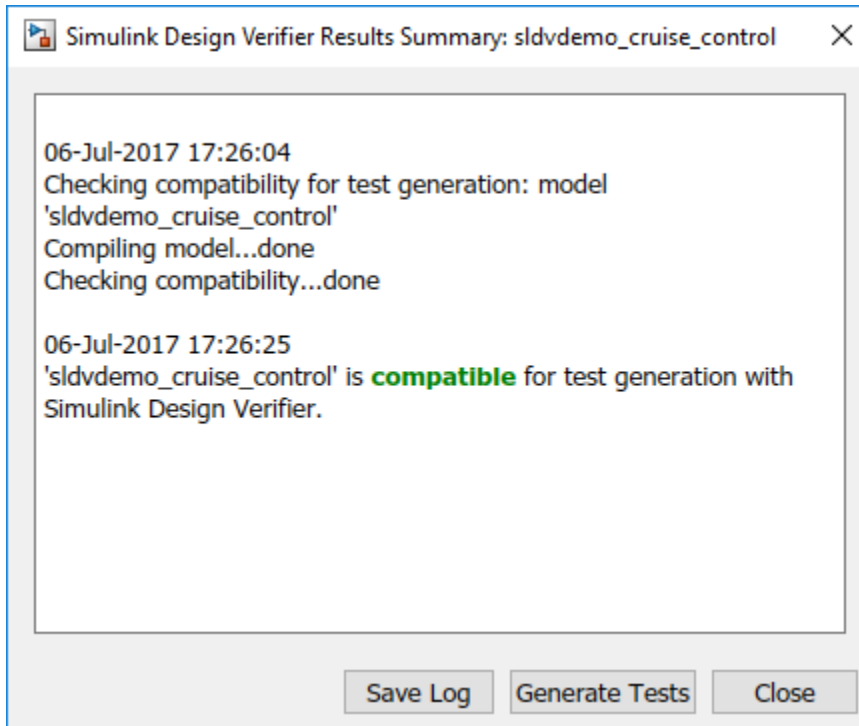 Simulink Design Verifier Results Summary: sldvdemo_cruise_control
06-Jul-2017 17:26:04
Checking compatibility for test generation: model
'sldvdemo_cruise_control'
Compiling model...done
Checking compatibility...done
06-Jul-2017 17:26:25
'sldvdemo_cruise_control' is compatible for test generation with
Simulink Design Verifier.
Save Log Generate Tests Close